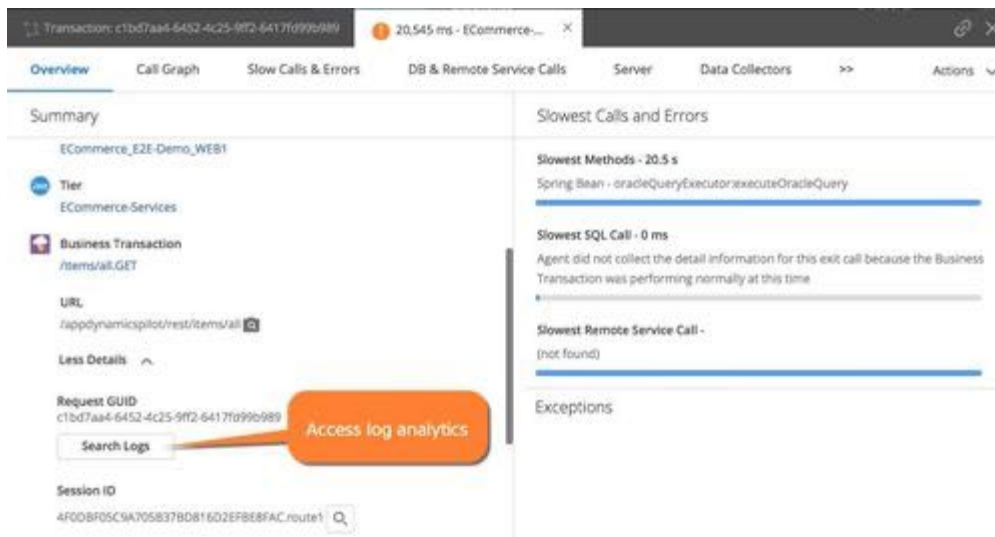 Transaction: c1bd7aa4-6452-4c25-9ff2-6417fd99b989
20,545 ms - ECommerce-...
Overview Call Graph Slow Calls & Errors DB & Remote Service Calls Server Data Collectors >> Actions
Summary
ECommerce_E2E-Demo_WEB1
Tier
ECommerce-Services
Business Transaction
/items/all.GET
URL
/appdynamicspilot/rest/items/all
Less Details
Request GUID
c1bd7aa4-6452-4c25-9ff2-6417fd99b989
Search Logs
Access log analytics
Session ID
4F0DBF05C9A705B37BD816D2EFBE8FAC.route1
Slowest Calls and Errors
Slowest Methods - 20.5 s
Spring Bean - oracleQueryExecutor:executeOracleQuery
Slowest SQL Call - 0 ms
Agent did not collect the detail information for this exit call because the Business
Transaction was performing normally at this time
Slowest Remote Service Call -
(not found)
Exceptions